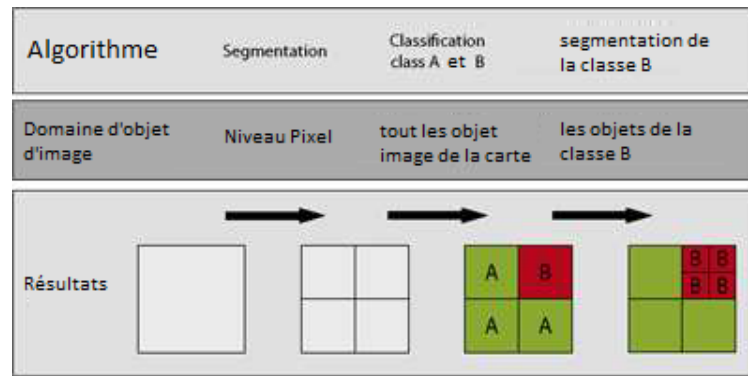 Algorithme
Segmentation
Classification
class A et B
segmentation de
la classe B
Domaine d'objet
d'image
Niveau Pixel
tout les objet
image de la carte
les objets de la
classe B
Résultats
A B
A A
B B
B B